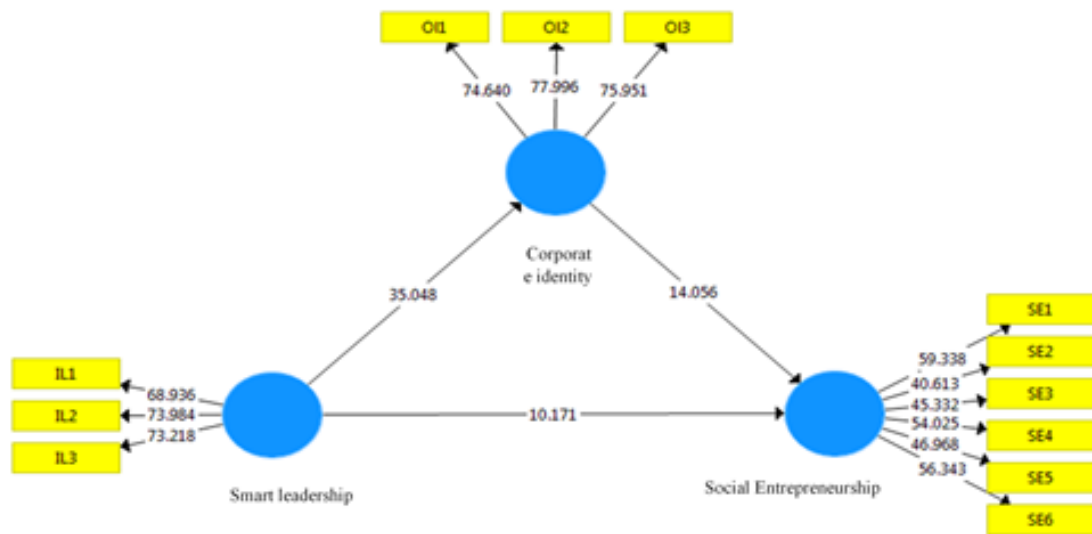 OI1
OI2
OI3
74.640
77.996
75.951
Corporat
e identity
35.048
14.056
SE1
59.338
SE2
40.613
IL1
68.936
SE3
45.332
IL2
73.984
10.171
54.025
SE4
IL3
73.218
46.968
SE5
56.343
Smart leadership
Social Entrepreneurship
SE6